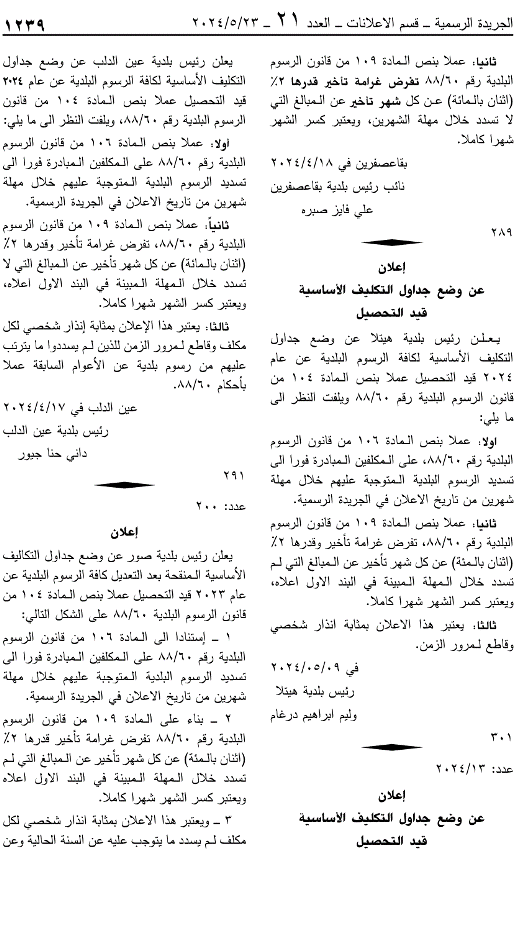 الجريدة الرسمية ــ قسم الاعلانات ــ العدد ٢١ ــ ٢٠٢٤/٥/٢٣
١٢٣٩
ثانيا: عملا بنص المادة ١٠٩ من قانون الرسوم
البلدية رقم ٨٨/٦٠ تفرض غرامة تأخير قدرها ٢٪
(اثنان بالمائة) عن كل شهر تأخير عن المبالغ التي
لا تسدد خلال مهلة الشهرين، ويعتبر كسر الشهر
شهرا كاملا.
بقاعصفرين في ٢٠٢٤/٤/١٨
نائب رئيس بلدية بقاعصفرين
علي فايز صبره
٢٨٩
إعلان
عن وضع جداول التكليف الأساسية
قيد التحصيل
يـعـلـن رئيس بلدية هيتلا عن وضع جداول
التكليف الأساسية لكافة الرسوم البلدية عن عام
٢٠٢٤ قيد التحصيل عملا بنص المادة ١٠٤ من
قانون الرسوم البلدية رقم ٨٨/٦٠ ويلفت النظر الى
ما يلي:
اولا: عملا بنص المادة ١٠٦ من قانون الرسوم
البلدية رقم ٨٨/٦٠، على المكلفين المبادرة فورا الى
تسديد الرسوم البلدية المتوجبة عليهم خلال مهلة
شهرين من تاريخ الاعلان في الجريدة الرسمية.
ثانيا: عملا بنص المادة ١٠٩ من قانون الرسوم
البلدية رقم ٨٨/٦٠، تفرض غرامة تأخير وقدرها ٢٪
(اثنان بالمئة) عن كل شهر تأخير عن المبالغ التي لم
تسدد خلال المهلة المبينة في البند الاول اعلاه،
ويعتبر كسر الشهر شهرا كاملا.
ثالثا: يعتبر هذا الاعلان بمثابة انذار شخصي
وقاطع لمرور الزمن.
في ٢٠٢٤/٠٥/٠٩
رئيس بلدية هيتلا
وليم ابراهيم درغام
٣٠١
عدد: ٢٠٢٤/١٣
إعلان
عن وضع جداول التكليف الأساسية
قيد التحصيل
يعلن رئيس بلدية عين الدلب عن وضع جداول
التكليف الأساسية لكافة الرسوم البلدية عن عام ٢٠٢٤
قيد التحصيل عملا بنص المادة ١٠٤ من قانون
الرسوم البلدية رقم ٨٨/٦٠، ويلفت النظر الى ما يلي:
اولا: عملا بنص المادة ١٠٦ من قانون الرسوم
البلدية رقم ٨٨/٦٠ على المكلفين المبادرة فورا الى
تسديد الرسوم البلدية المتوجبة عليهم خلال مهلة
شهرين من تاريخ الاعلان في الجريدة الرسمية.
ثانياً: عملا بنص المادة ١٠٩ من قانون الرسوم
البلدية رقم ٨٨/٦٠، تفرض غرامة تأخير وقدرها ٢٪
(اثنان بالمائة) عن كل شهر تأخير عن المبالغ التي لا
تسدد خلال المهلة المبينة في البند الاول اعلاه،
ويعتبر كسر الشهر شهرا كاملا.
ثالثا: يعتبر هذا الإعلان بمثابة إنذار شخصي لكل
مكلف وقاطع لمرور الزمن للذين لم يسددوا ما يترتب
عليهم من رسوم بلدية عن الأعوام السابقة عملا
بأحكام ٨٨/٦٠.
عين الدلب في ٢٠٢٤/٤/١٧
رئيس بلدية عين الدلب
داني حنا جبور
٢٩١
عدد: ٢٠٠
إعلان
يعلن رئيس بلدية صور عن وضع جداول التكاليف
الأساسية المنقحة بعد التعديل كافة الرسوم البلدية عن
عام ٢٠٢٣ قيد التحصيل عملا بنص المادة ١٠٤ من
قانون الرسوم البلدية ٨٨/٦٠ على الشكل التالي:
١ ــ إستنادا الى المادة ١٠٦ من قانون الرسوم
البلدية رقم ٨٨/٦٠ على المكلفين المبادرة فورا الى
تسديد الرسوم البلدية المتوجبة عليهم خلال مهلة
شهرين من تاريخ الاعلان في الجريدة الرسمية.
٢ ــ بناء على المادة ١٠٩ من قانون الرسوم
البلدية رقم ٨٨/٦٠ تفرض غرامة تأخير قدرها ٢٪
(اثنان بالمئة) عن كل شهر تأخير عن المبالغ التي لم
تسدد خلال المهلة المبينة في البند الاول اعلاه
ويعتبر كسر الشهر شهرا كاملا.
٣ ــ ويعتبر هذا الاعلان بمثابة انذار شخصي لكل
مكلف لم يسدد ما يتوجب عليه عن السنة الحالية وعن